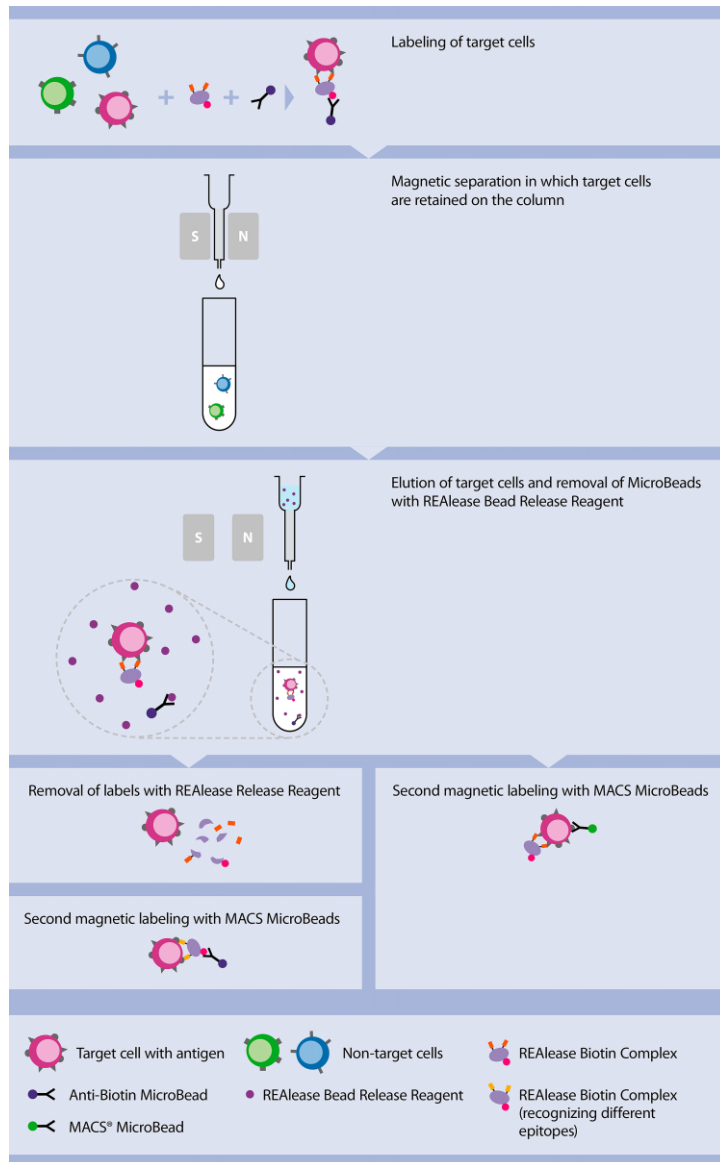 Labeling of target cells
Magnetic separation in which target cells
are retained on the column
S
N
Elution of target cells and removal of MicroBeads
with REAlease Bead Release Reagent
S
N
Removal of labels with REAlease Release Reagent
Second magnetic labeling with MACS MicroBeads
Second magnetic labeling with MACS MicroBeads
Target cell with antigen
Non-target cells
REAlease Biotin Complex
Anti-Biotin MicroBead
REAlease Bead Release Reagent
REAlease Biotin Complex
(recognizing different
epitopes)
MACS® MicroBead